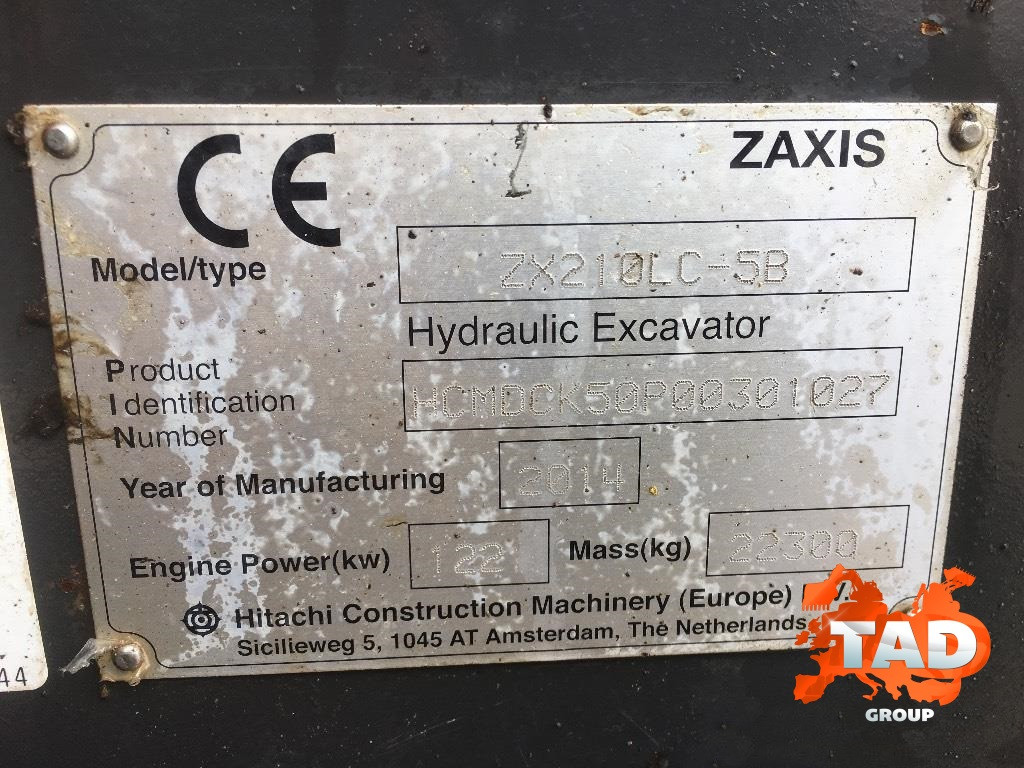 CE
ZAXIS
Model/type
ZX210LC-5B
Hydraulic Excavator
Product
Identification
Number
HCMDCK50P00301027
Year of Manufacturing
2014
Engine Power(kw)
122
Mass(kg)
22300
Hitachi Construction Machinery (Europe)
Sicilieweg 5, 1045 AT Amsterdam, The Netherlands
44
TAD
GROUP